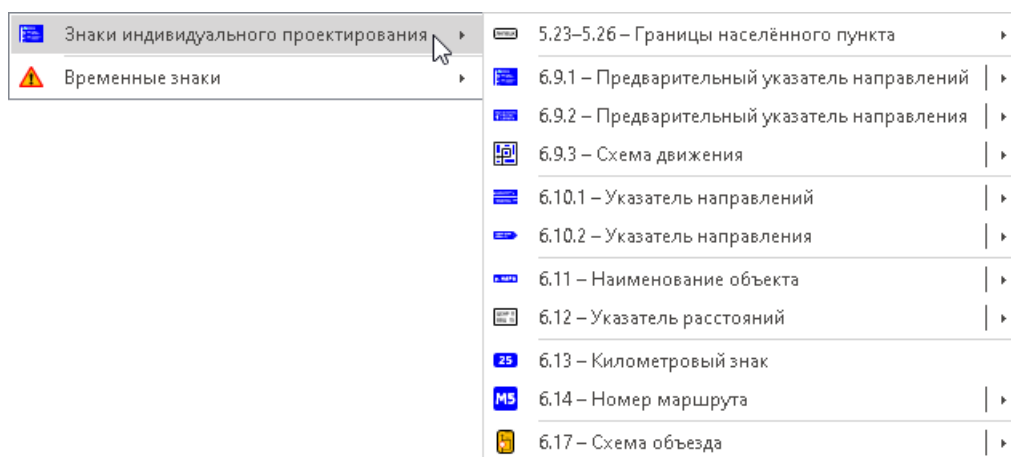 Знаки индивидуального проектирования
Временные знаки
5.23–5.26 – Границы населённого пункта
6.9.1 – Предварительный указатель направлений
6.9.2 – Предварительный указатель направления
6.9.3 – Схема движения
6.10.1 – Указатель направлений
6.10.2 – Указатель направления
6.11 – Наименование объекта
6.12 – Указатель расстояний
25
6.13 – Километровый знак
M5
6.14 – Номер маршрута
6.17 – Схема объезда